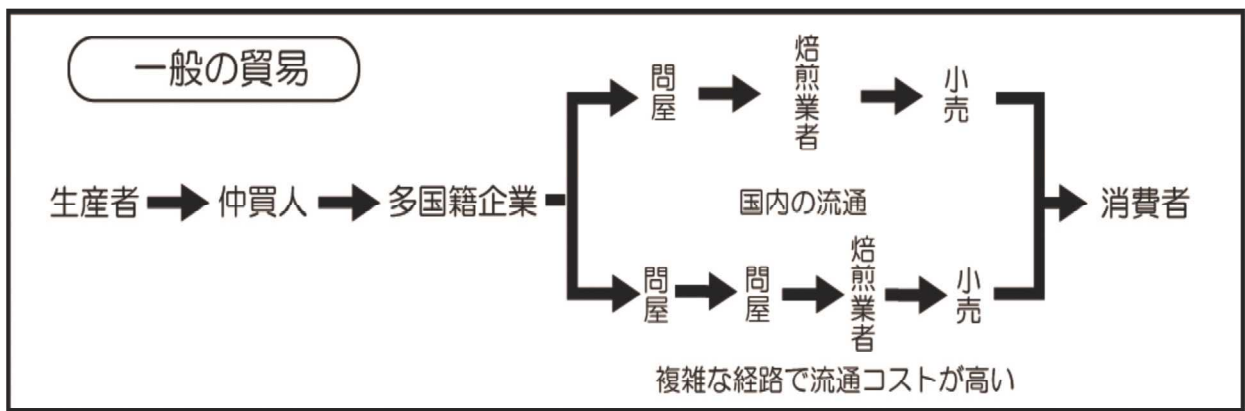 一般の貿易
問屋
焙煎業者
小売
生産者
仲買人
多国籍企業
国内の流通
消費者
問屋
問屋
焙煎業者
小売
複雑な経路で流通コストが高い